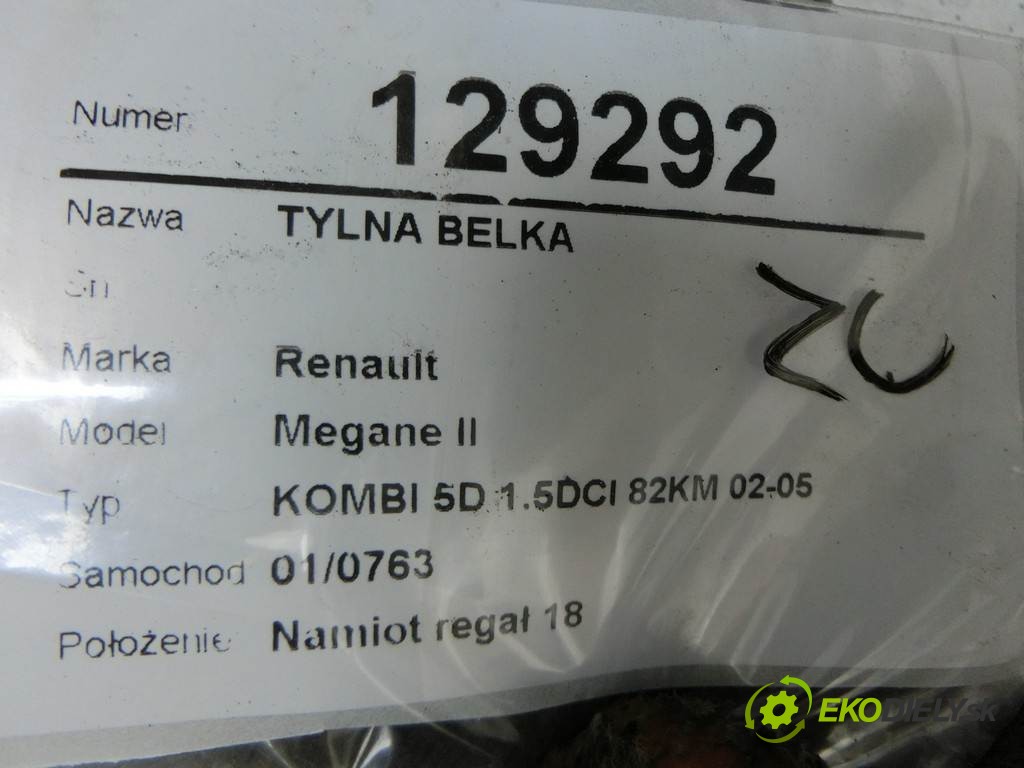 Numer 129292
Nazwa TYLNA BELKA
Sn
Marka Renault
Model Megane II
Typ KOMBI 5D 1.5DCI 82KM 02-05
Samochod 01/0763
Położenie Namiot regał 18
EKODIELY.SK